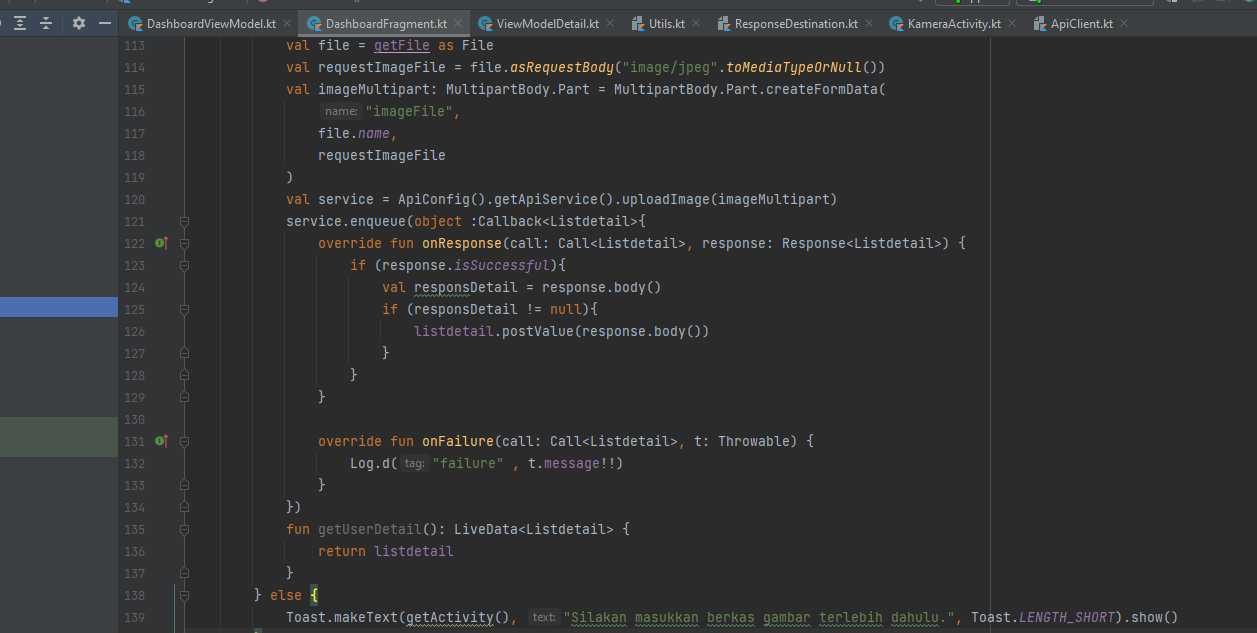 DashboardViewModel.kt DashboardFragment.kt ViewModelDetail.kt Utils.kt ResponseDestination.kt KameraActivity.kt ApiClient.kt
113 val file = getFile as File
114 val requestImageFile = file.asRequestBody("image/jpeg".toMediaTypeOrNull())
115 val imageMultipart: MultipartBody.Part = MultipartBody.Part.createFormData(
116 name: "imageFile",
117 file.name,
118 requestImageFile
119 )
120 val service = ApiConfig().getApiService().uploadImage(imageMultipart)
121 service.enqueue(object :Callback<Listdetail>{
122 override fun onResponse(call: Call<Listdetail>, response: Response<Listdetail>) {
123 if (response.isSuccessful){
124 val responsDetail = response.body()
125 if (responsDetail != null){
126 listdetail.postValue(response.body())
127 }
128 }
129 }
130
131 override fun onFailure(call: Call<Listdetail>, t: Throwable) {
132 Log.d( tag: "failure" , t.message!!)
133 }
134 })
135 fun getUserDetail(): LiveData<Listdetail> {
136 return listdetail
137 }
138 } else {
139 Toast.makeText(getActivity(), text: "Silakan masukkan berkas gambar terlebih dahulu.", Toast.LENGTH_SHORT).show()